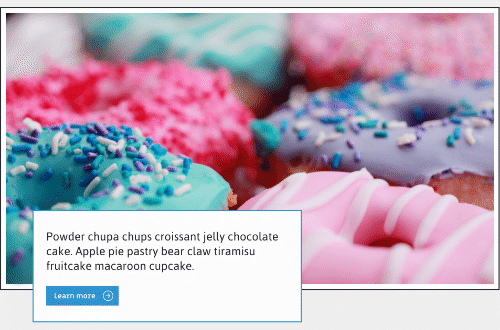 Powder chupa chups croissant jelly chocolate
cake. Apple pie pastry bear claw tiramisu
fruitcake macaroon cupcake.
Learn more